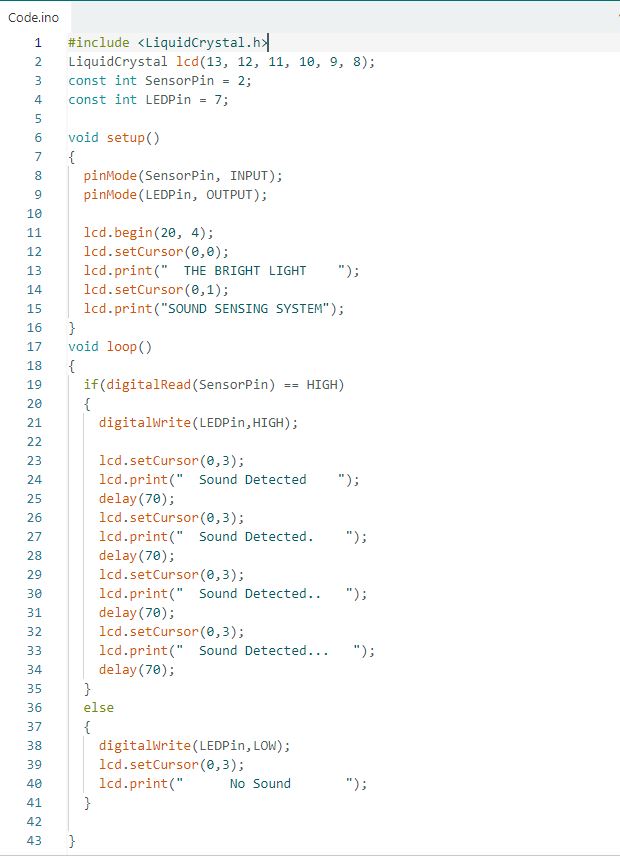 Code.ino
1 #include <LiquidCrystal.h>
2 LiquidCrystal lcd(13, 12, 11, 10, 9, 8);
3 const int SensorPin = 2;
4 const int LEDPin = 7;
5
6 void setup()
7 {
8   pinMode(SensorPin, INPUT);
9   pinMode(LEDPin, OUTPUT);
10
11   lcd.begin(20, 4);
12   lcd.setCursor(0,0);
13   lcd.print("  THE BRIGHT LIGHT    ");
14   lcd.setCursor(0,1);
15   lcd.print("SOUND SENSING SYSTEM");
16 }
17 void loop()
18 {
19   if(digitalRead(SensorPin) == HIGH)
20   {
21     digitalWrite(LEDPin,HIGH);
22
23     lcd.setCursor(0,3);
24     lcd.print("  Sound Detected    ");
25     delay(70);
26     lcd.setCursor(0,3);
27     lcd.print("  Sound Detected.    ");
28     delay(70);
29     lcd.setCursor(0,3);
30     lcd.print("  Sound Detected..   ");
31     delay(70);
32     lcd.setCursor(0,3);
33     lcd.print("  Sound Detected...   ");
34     delay(70);
35   }
36   else
37   {
38     digitalWrite(LEDPin,LOW);
39     lcd.setCursor(0,3);
40     lcd.print("      No Sound       ");
41   }
42
43 }